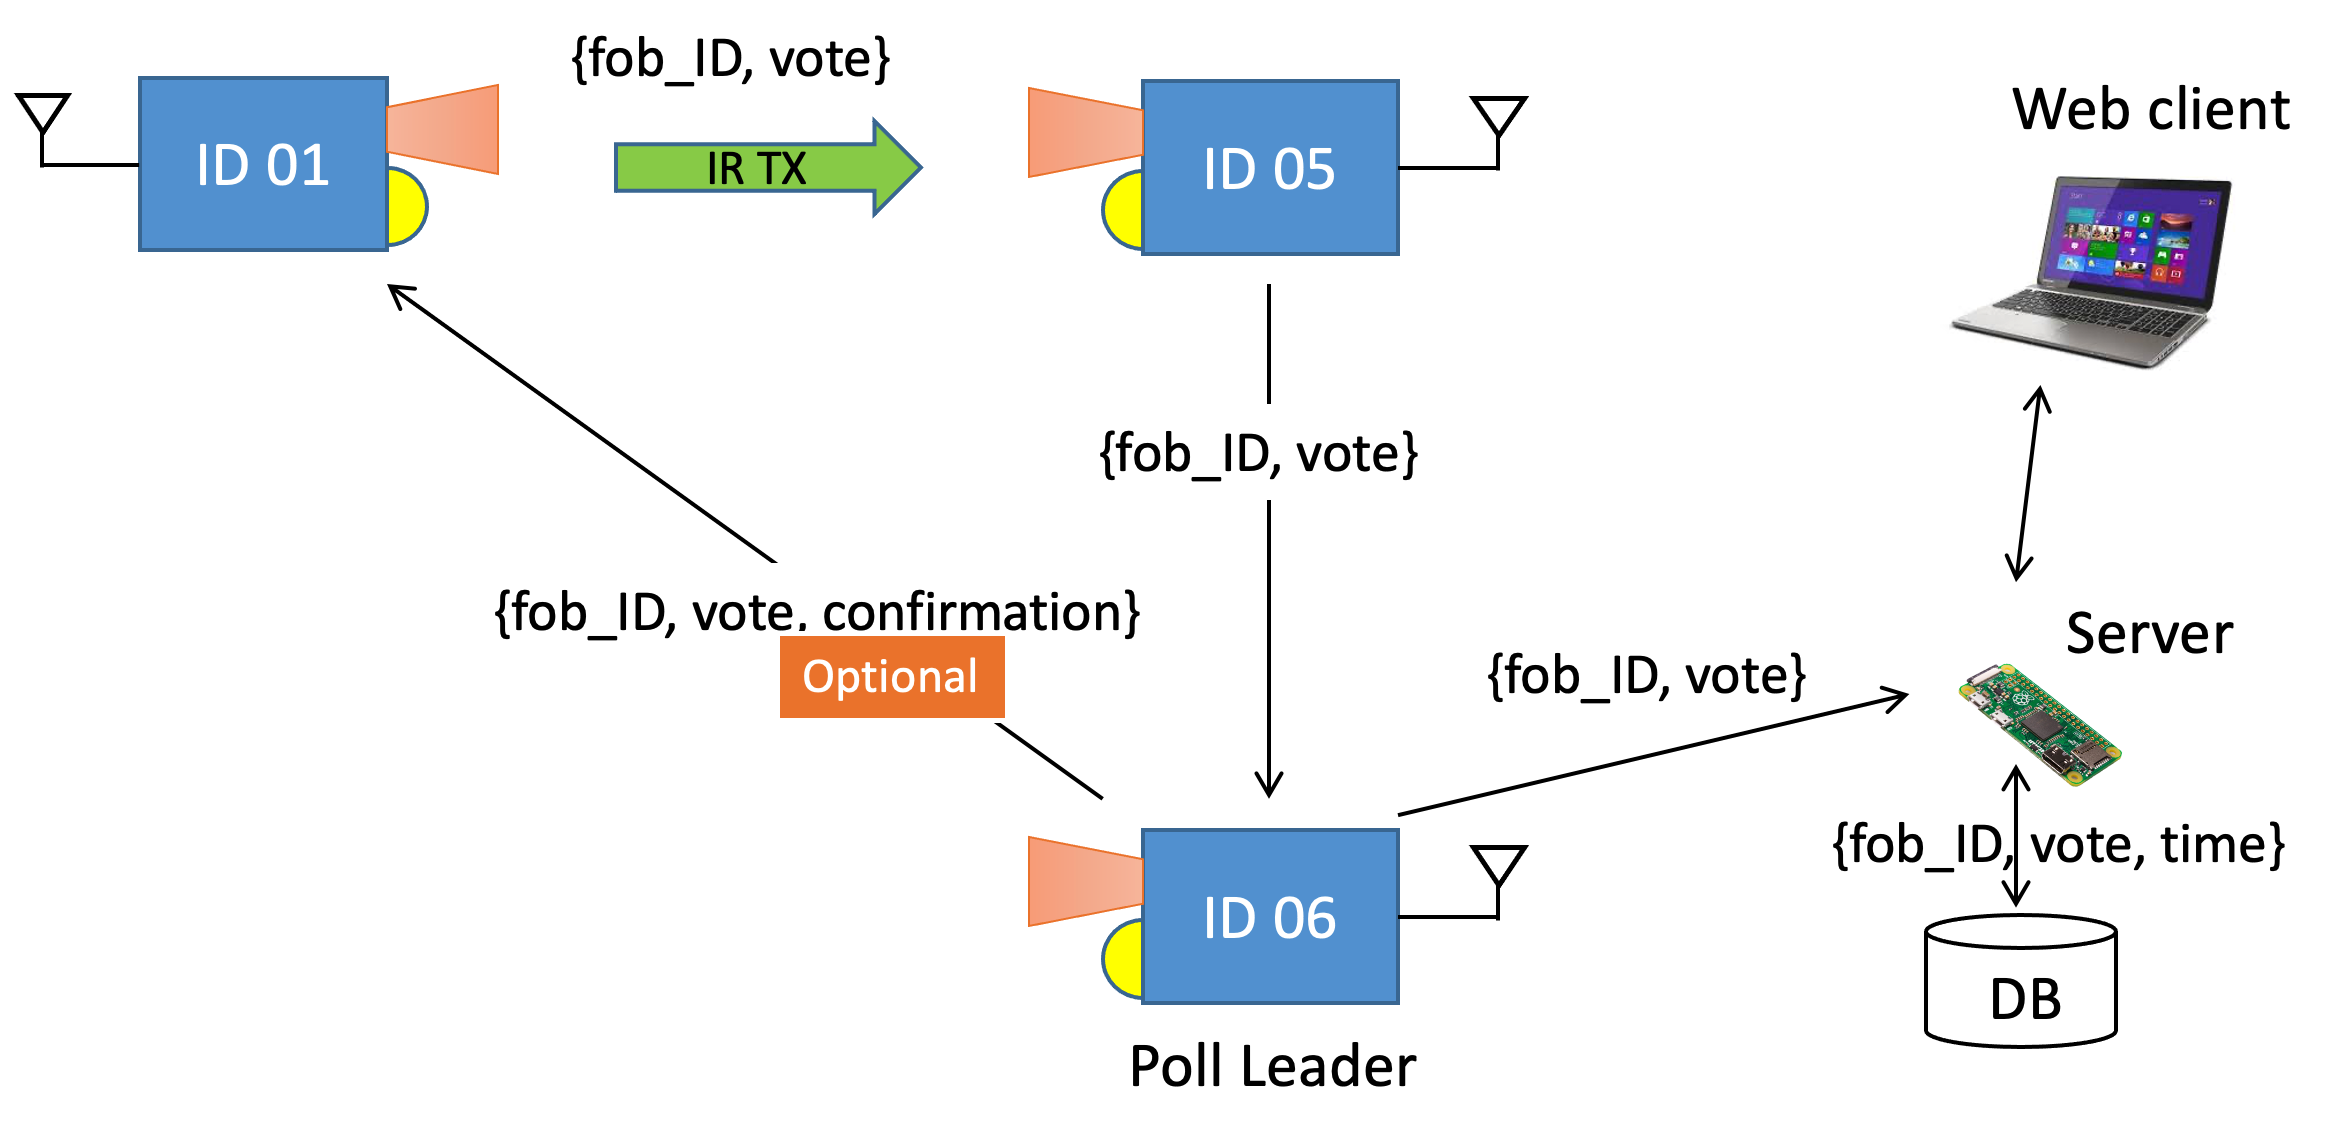 {fob_ID, vote}
ID 01
IR TX
ID 05
Web client
{fob_ID, vote}
{fob_ID, vote, confirmation}
Optional
{fob_ID, vote}
Server
{fob_ID, vote, time}
ID 06
DB
Poll Leader